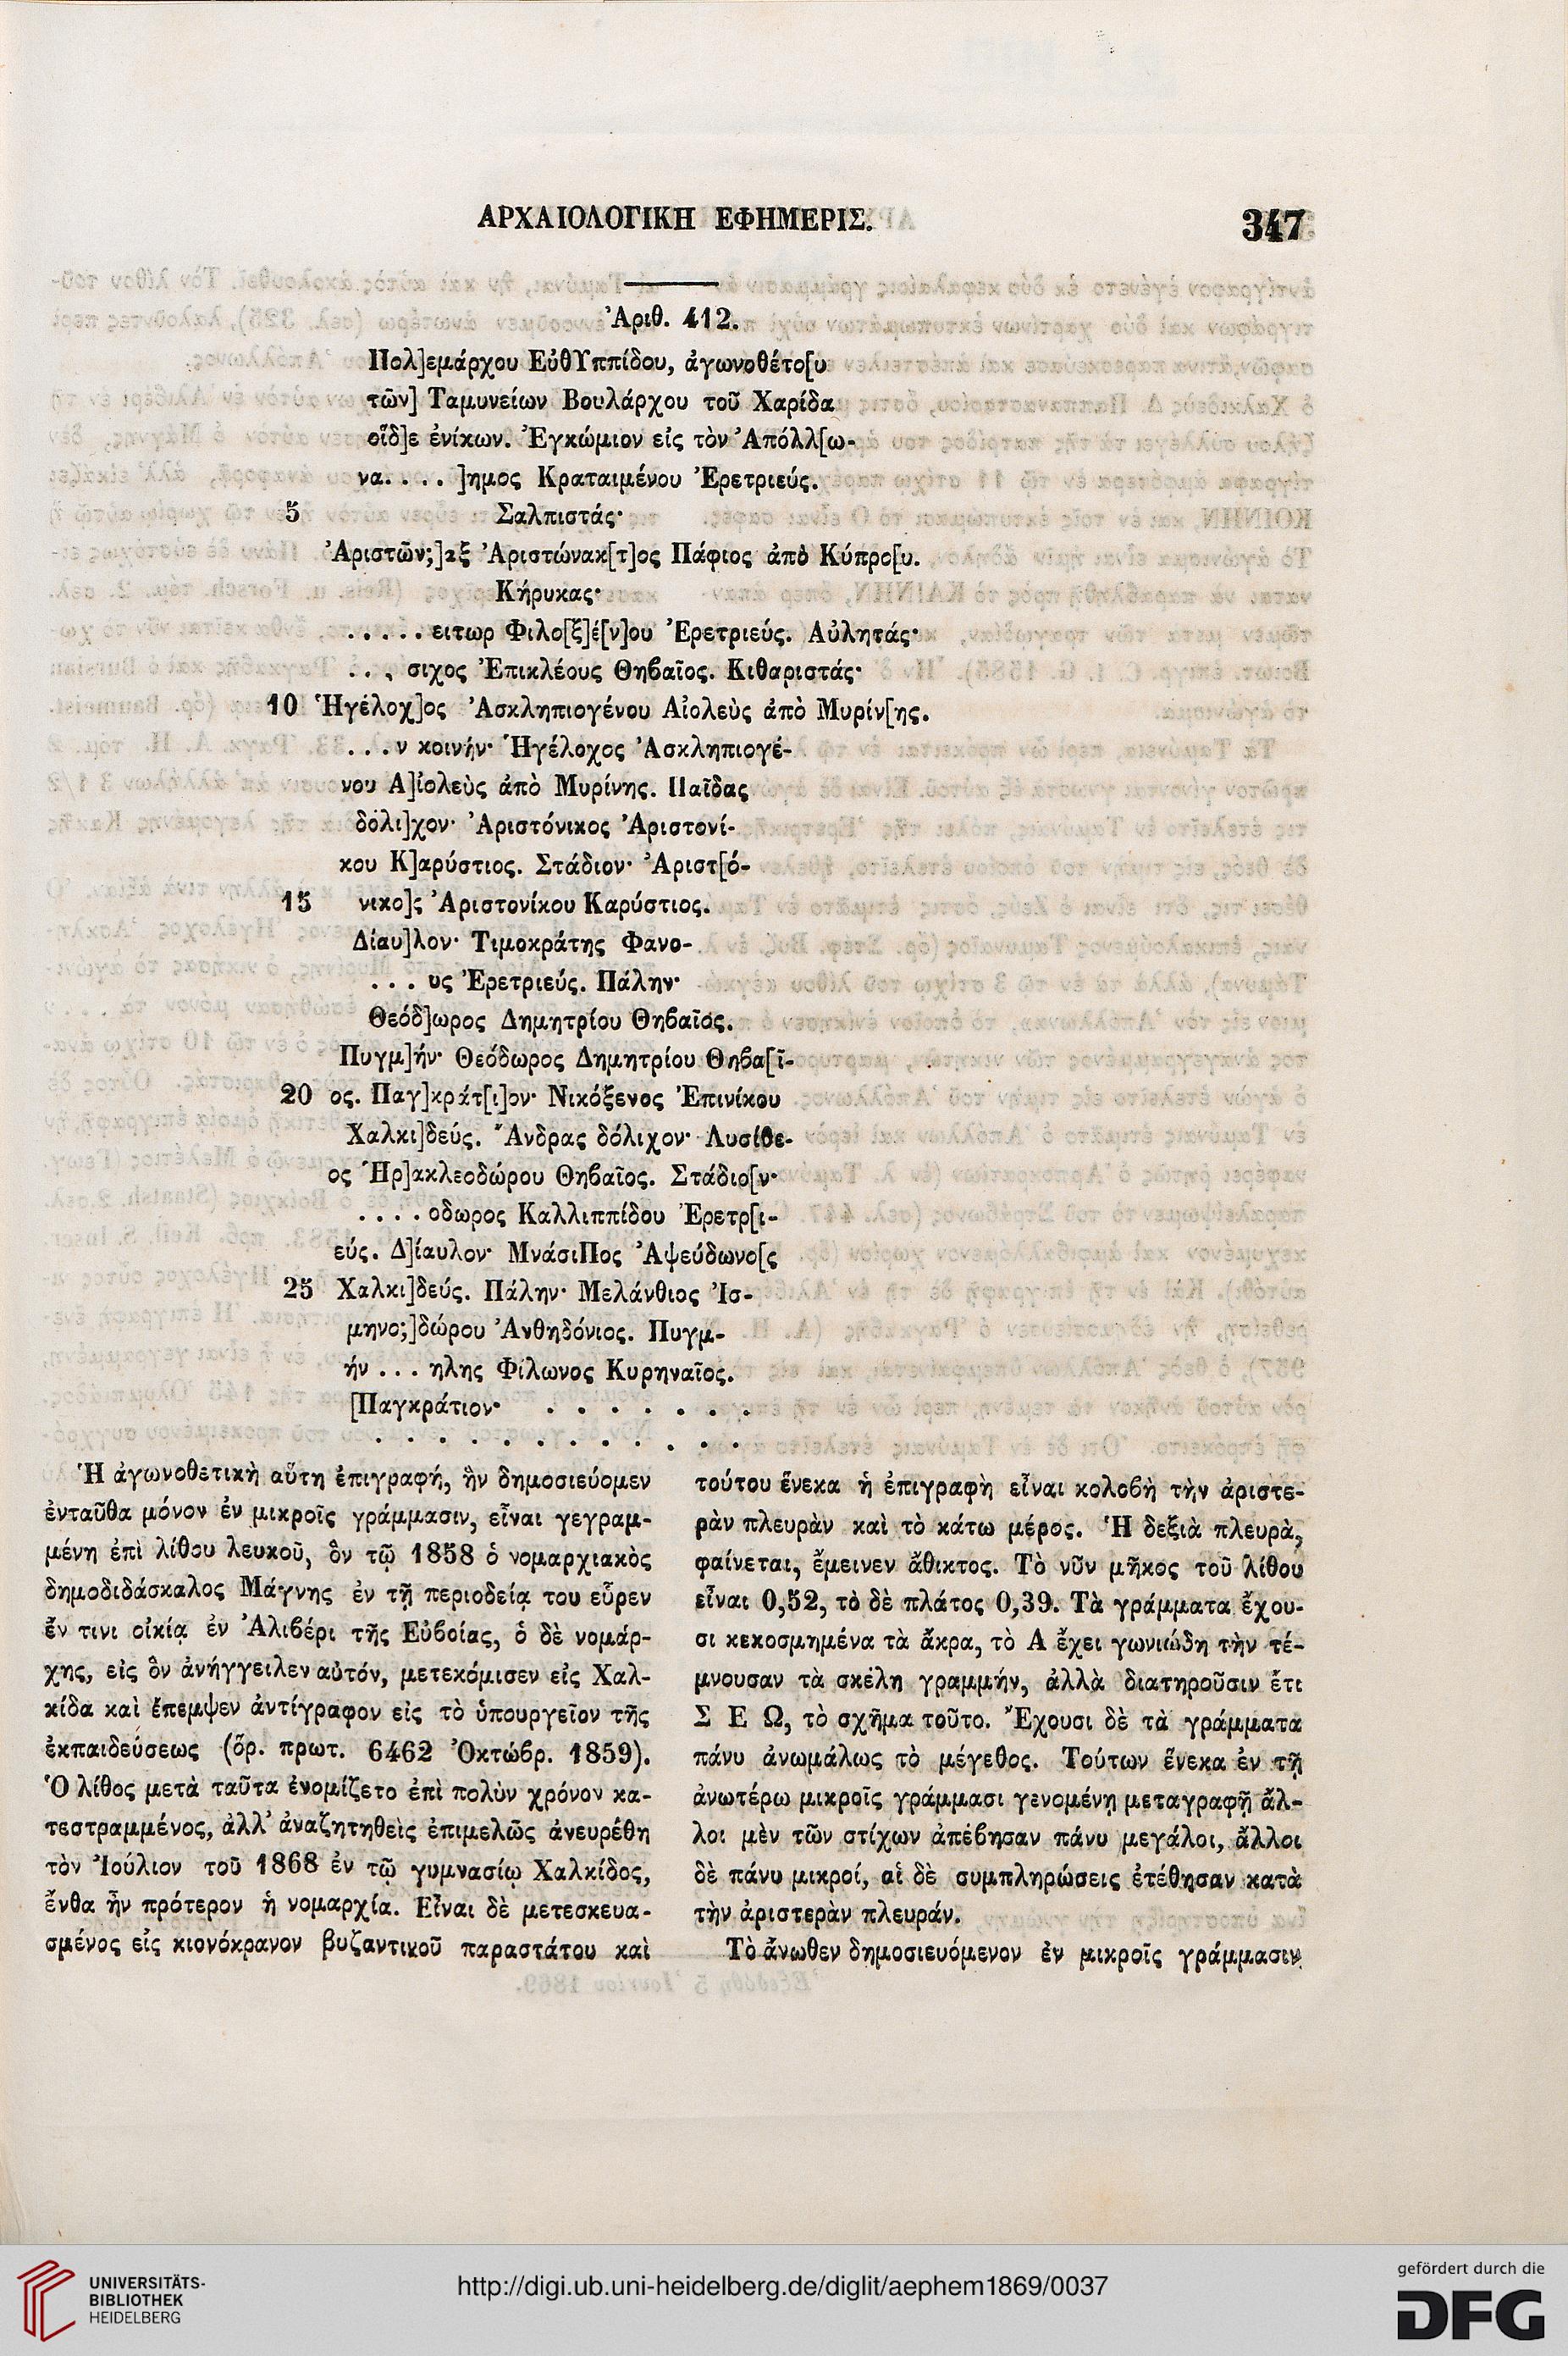 ΑΡΧΑΙΟΛΟΓΙΚΗ ΕΦΗΜΕΡΙΣ.
347
Ἀριθ. 412.
Πολ]εμάρχου ΕὐθΥππίδου, ἀγωνοθέτο[υ
τῶν] Ταμυνείων Βουλάρχου τοῦ Χαρίδα
οἵδ]ε ἐνίκων. Ἐγκώμιον εἰς τὸν Ἀπόλλ[ω-
να. . . . ]ημος Κραταιμένου Ἐρετριεύς.
5 Σαλπιστάς·
Ἀριστῶν;]αξ Ἀριστώνακ[τ]ος Πάφιος ἀπὸ Κύπρο[υ.
Κήρυκας·
. . . . . ειτωρ Φιλο[ξ]έ[ν]ου Ἐρετριεύς. Αὐλητάς·
. . . σιχος Ἐπικλέους Θηβαῖος. Κιθαριστάς·
10 Ἡγέλοχ]ος Ἀσκληπιογένου Αἰολεὺς ἀπὸ Μυρίν[ης.
. . . ν κοινήν· Ἡγέλοχος Ἀσκληπιογέ-
νου Α]ἰολεὺς ἀπὸ Μυρίνης. Παῖδας
δόλι]χον· Ἀριστόνικος Ἀριστονί-
κου Κ]αρύστιος. Στάδιον· Ἀριστ[ό-
15 νικο]ς Ἀριστονίκου Καρύστιος.
Δίαυ]λον· Τιμοκράτης Φανο-
. . . υς Ἐρετριεύς. Πάλην·
Θεόδ]ωρος Δημητρίου Θηβαῖος.
Πυγμ]ήν· Θεόδωρος Δημητρίου Θηβα[ῖ-
20 ος. Παγ]κράτ[ι]ον· Νικόξενος Ἐπινίκου
Χαλκι]δεύς. Ἄνδρας δόλιχον· Λυσίθε-
ος Ἡρ]ακλεοδώρου Θηβαῖος. Στάδιο[ν·
. . . . οδωρος Καλλιππίδου Ἐρετρ[ι-
εύς. Δ]ίαυλον· ΜνάσιΠος Ἀψεύδωνο[ς
25 Χαλκι]δεύς. Πάλην· Μελάνθιος Ἰσ-
μηνο;]δώρου Ἀνθηδόνιος. Πυγμ-
ήν . . . ηλης Φίλωνος Κυρηναῖος.
[Παγκράτιον· . . . . . . .
. . . . . . . . . . . .
Ἡ ἀγωνοθετικὴ αὕτη ἐπιγραφή, ἣν δημοσιεύομεν
ἐνταῦθα μόνον ἐν μικροῖς γράμμασιν, εἶναι γεγραμ-
μένη ἐπὶ λίθου λευκοῦ, ὃν τῷ 1858 ὁ νομαρχιακὸς
δημοδιδάσκαλος Μάγνης ἐν τῇ περιοδείᾳ του εὗρεν
ἔν τινι οἰκίᾳ ἐν Ἀλιβέρι τῆς Εὐβοίας, ὁ δὲ νομάρ-
χης, εἰς ὃν ἀνήγγειλεν αὐτόν, μετεκόμισεν εἰς Χαλ-
κίδα καὶ ἔπεμψεν ἀντίγραφον εἰς τὸ ὑπουργεῖον τῆς
ἐκπαιδεύσεως (ὅρ. πρωτ. 6462 Ὀκτώβρ. 1859).
Ὁ λίθος μετὰ ταῦτα ἐνομίζετο ἐπὶ πολὺν χρόνον κα-
τεστραμμένος, ἀλλ' ἀναζητηθεὶς ἐπιμελῶς ἀνευρέθη
τὸν Ἰούλιον τοῦ 1868 ἐν τῷ γυμνασίῳ Χαλκίδος,
ἔνθα ἦν πρότερον ἡ νομαρχία. Εἶναι δὲ μετεσκευα-
σμένος εἰς κιονόκρανον βυζαντικοῦ παραστάτου καὶ
τούτου ἕνεκα ἡ ἐπιγραφὴ εἶναι κολοβὴ τὴν ἀριστε-
ρὰν πλευρὰν καὶ τὸ κάτω μέρος. Ἡ δεξιὰ πλευρὰ,
φαίνεται, ἔμεινεν ἄθικτος. Τὸ νῦν μῆκος τοῦ λίθου
εἶναι 0,52, τὸ δὲ πλάτος 0,39. Τὰ γράμματα ἔχου-
σι κεκοσμημένα τὰ ἄκρα, τὸ Α ἔχει γωνιώδη τὴν τέ-
μνουσαν τὰ σκέλη γραμμήν, ἀλλὰ διατηροῦσιν ἔτι
Σ Ε Ω, τὸ σχῆμα τοῦτο. Ἔχουσι δὲ τὰ γράμματα
πάνυ ἀνωμάλως τὸ μέγεθος. Τούτων ἕνεκα ἐν τῇ
ἀνωτέρω μικροῖς γράμμασι γενομένῃ μεταγραφῇ ἄλ-
λοι μὲν τῶν στίχων ἀπέβησαν πάνυ μεγάλοι, ἄλλοι
δὲ πάνυ μικροί, αἱ δὲ συμπληρώσεις ἐτέθησαν κατὰ
τὴν ἀριστερὰν πλευράν.
Τὸ ἄνωθεν δημοσιευόμενον ἐν μικροῖς γράμμασιν
UNIVERSITÄTS-
BIBLIOTHEK
HEIDELBERG
http://digi.ub.uni-heidelberg.de/diglit/aephem1869/0037
gefördert durch die
DFG